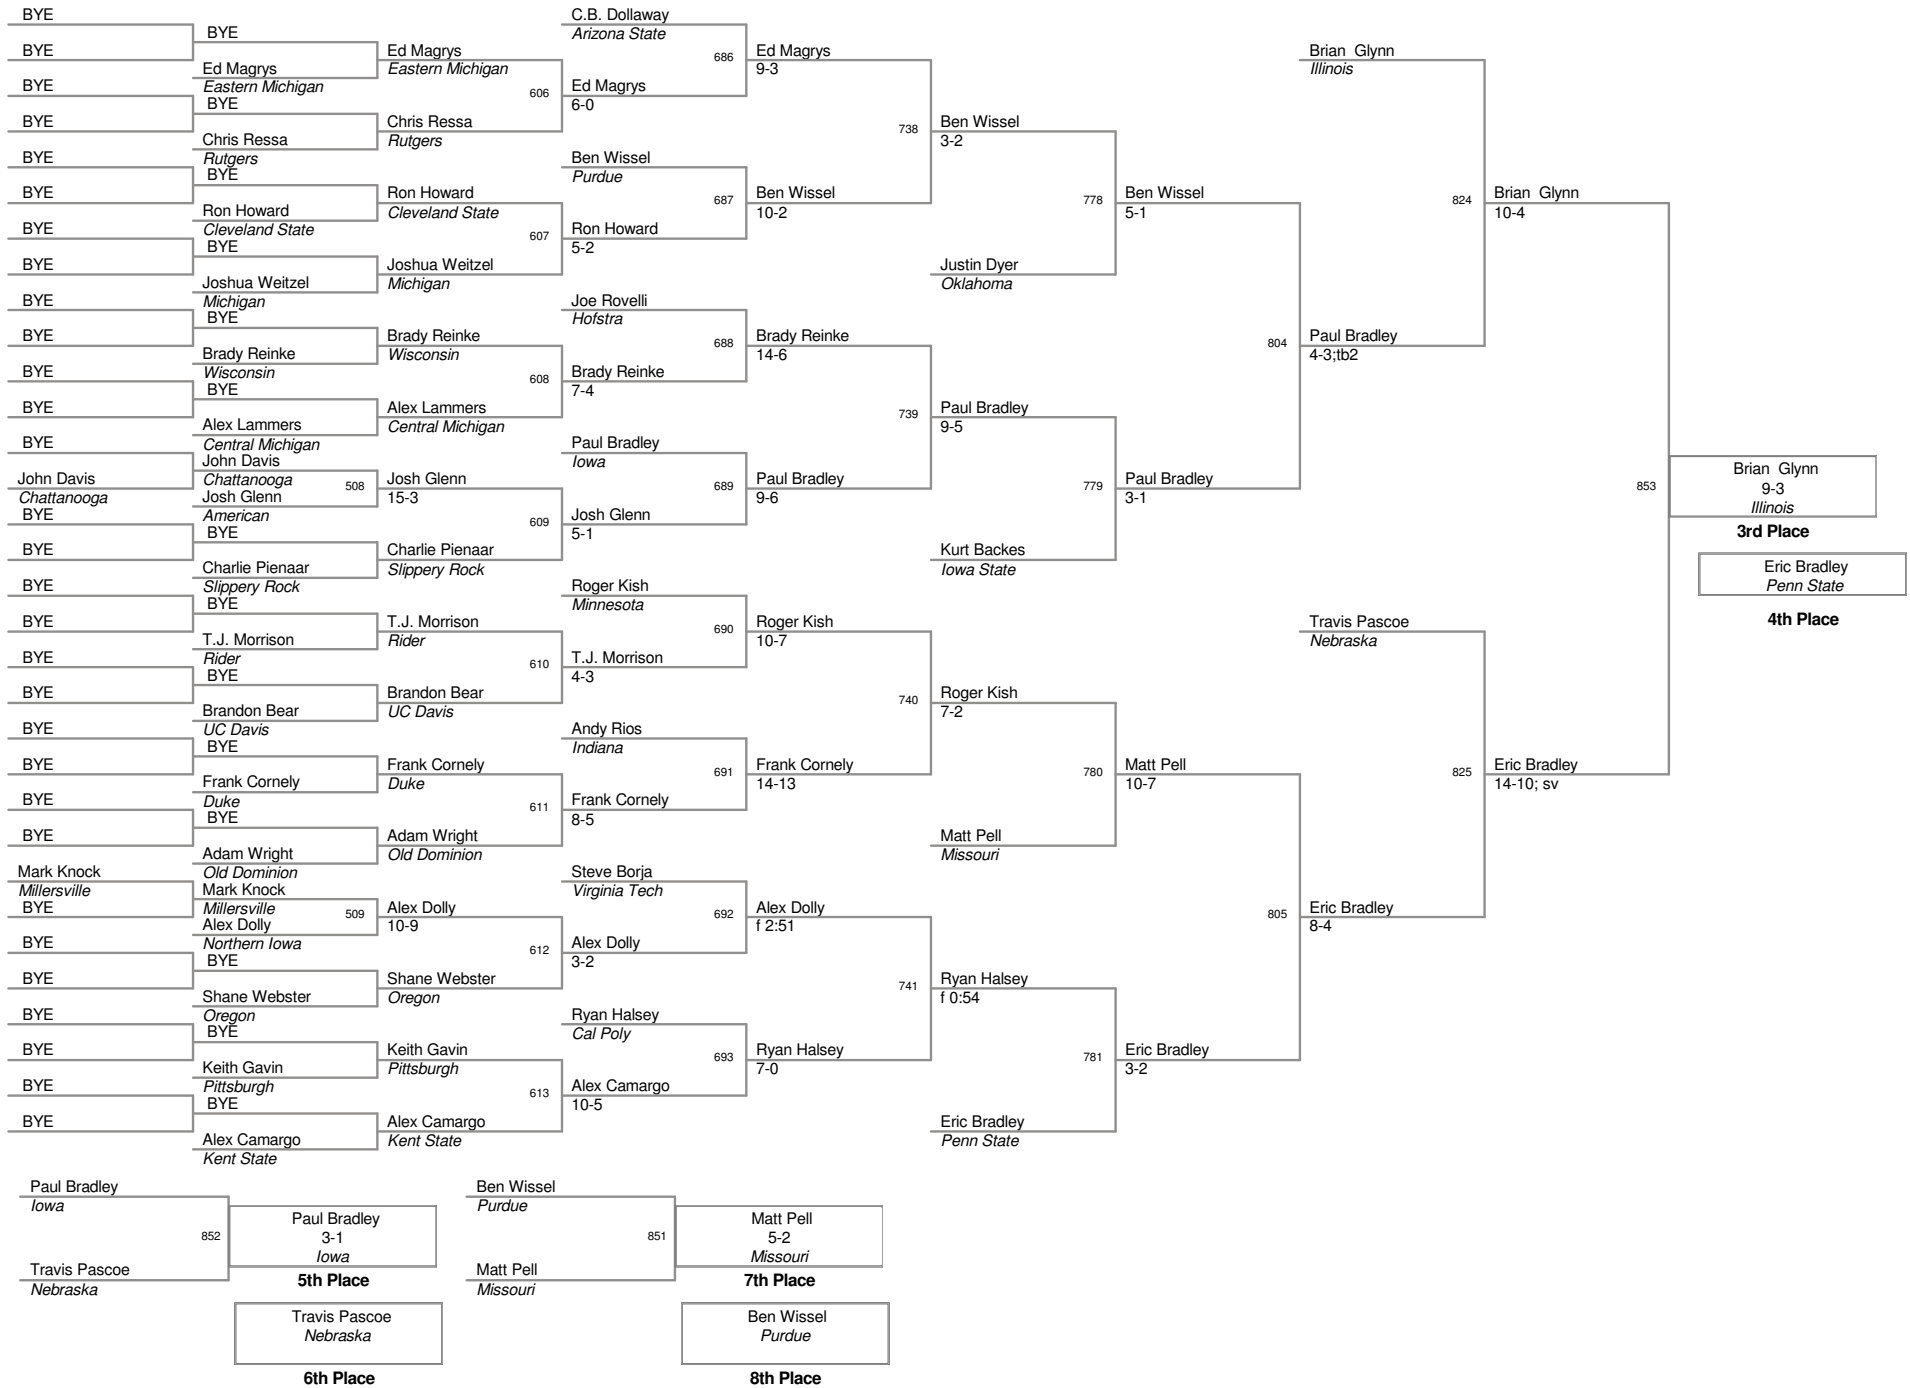 BYE
BYE
BYE
BYE
BYE
BYE
BYE
BYE
BYE
BYE
BYE
BYE
BYE
John Davis
Chattanooga
BYE
BYE
BYE
BYE
BYE
BYE
BYE
BYE
BYE
BYE
Mark Knock
Millersville
BYE
BYE
BYE
BYE
BYE
BYE
BYE
BYE
Ed Magrys
Eastern Michigan
BYE
Chris Ressa
Rutgers
BYE
Ron Howard
Cleveland State
BYE
Joshua Weitzel
Michigan
BYE
Brady Reinke
Wisconsin
BYE
Alex Lammers
Central Michigan
John Davis
Chattanooga
508
Josh Glenn
American
BYE
Charlie Pienaar
Slippery Rock
BYE
T.J. Morrison
Rider
BYE
Brandon Bear
UC Davis
BYE
Frank Cornely
Duke
BYE
Adam Wright
Old Dominion
Mark Knock
Millersville
509
Alex Dolly
Northern Iowa
BYE
Shane Webster
Oregon
BYE
Keith Gavin
Pittsburgh
BYE
Alex Camargo
Kent State
Ed Magrys
Eastern Michigan
606
Chris Ressa
Rutgers
Ron Howard
Cleveland State
607
Joshua Weitzel
Michigan
Brady Reinke
Wisconsin
608
Alex Lammers
Central Michigan
Josh Glenn
15-3
609
Charlie Pienaar
Slippery Rock
T.J. Morrison
Rider
610
Brandon Bear
UC Davis
Frank Cornely
Duke
611
Adam Wright
Old Dominion
Alex Dolly
10-9
612
Shane Webster
Oregon
Keith Gavin
Pittsburgh
613
Alex Camargo
Kent State
C.B. Dollaway
Arizona State
686
Ed Magrys
6-0
Ben Wissel
Purdue
687
Ron Howard
5-2
Joe Rovelli
Hofstra
688
Brady Reinke
7-4
Paul Bradley
Iowa
689
Josh Glenn
5-1
Roger Kish
Minnesota
690
T.J. Morrison
4-3
Andy Rios
Indiana
691
Frank Cornely
8-5
Steve Borja
Virginia Tech
692
Alex Dolly
3-2
Ryan Halsey
Cal Poly
693
Alex Camargo
10-5
Ed Magrys
9-3
738
Ben Wissel
10-2
Brady Reinke
14-6
739
Paul Bradley
9-6
Roger Kish
10-7
740
Frank Cornely
14-13
Alex Dolly
f 2:51
741
Ryan Halsey
7-0
Ben Wissel
3-2
778
Justin Dyer
Oklahoma
Paul Bradley
9-5
779
Kurt Backes
Iowa State
Roger Kish
7-2
780
Matt Pell
Missouri
Ryan Halsey
f 0:54
781
Eric Bradley
Penn State
Ben Wissel
5-1
804
Paul Bradley
3-1
Matt Pell
10-7
805
Eric Bradley
3-2
Brian Glynn
Illinois
824
Paul Bradley
4-3;tb2
Travis Pascoe
Nebraska
825
Eric Bradley
8-4
Brian Glynn
10-4
853
Eric Bradley
14-10; sv
Brian Glynn
9-3
Illinois
3rd Place
Eric Bradley
Penn State
4th Place
Paul Bradley
Iowa
852
Travis Pascoe
Nebraska
Paul Bradley
3-1
Iowa
5th Place
Travis Pascoe
Nebraska
6th Place
Ben Wissel
Purdue
851
Matt Pell
Missouri
Matt Pell
5-2
Missouri
7th Place
Ben Wissel
Purdue
8th Place